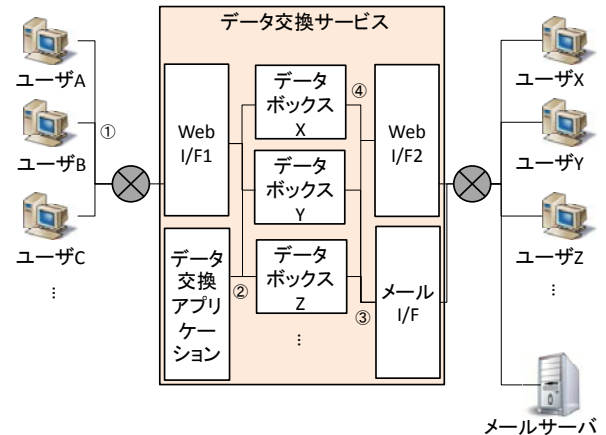 データ交換サービス
ユーザA
ユーザB
ユーザC
⋮
①
Web
I/F1
データ
交換
アプリ
ケー
ション
②
データ
ボックス
X
データ
ボックス
Y
データ
ボックス
Z
⋮
④
③
Web
I/F2
メール
I/F
ユーザX
ユーザY
ユーザZ
⋮
メールサーバ